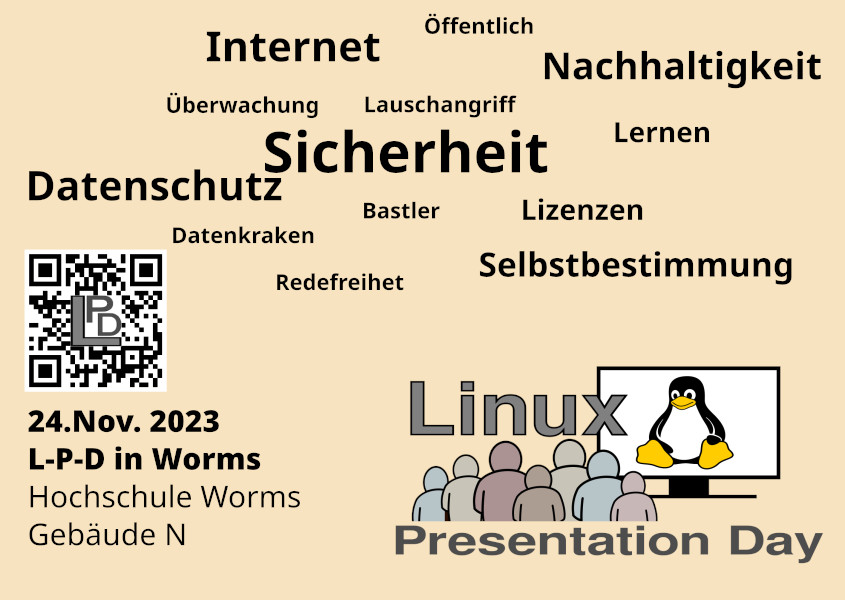 Öffentlich
Internet
Nachhaltigkeit
Überwachung Lauschangriff
Lernen
Sicherheit
Datenschutz
Bastler Lizenzen
Datenkraken
Selbstbestimmung
Redefreihet
LPD
24.Nov. 2023
L-P-D in Worms
Hochschule Worms
Gebäude N
Linux
Presentation Day